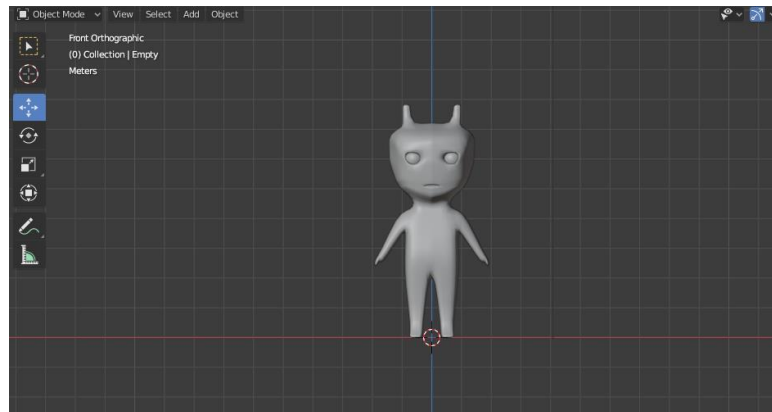 Object Mode View Select Add Object
Front Orthographic
(0) Collection | Empty
Meters